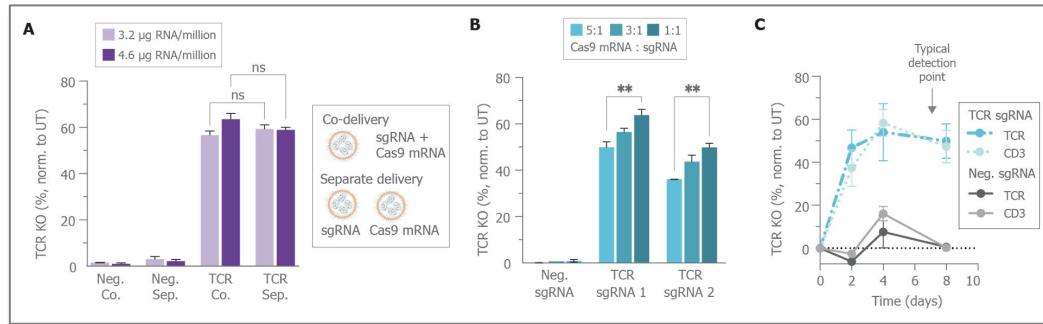 A
3.2 µg RNA/million
4.6 µg RNA/million
TCR KO (%, norm. to UT)
80
60
40
20
0
ns
ns
Neg. Co.
Neg. Sep.
TCR Co.
TCR Sep.
Co-delivery
sgRNA +
Cas9 mRNA
Separate delivery
sgRNA Cas9 mRNA
B
5:1 3:1 1:1
Cas9 mRNA : sgRNA
TCR KO (%, norm. to UT)
80
60
40
20
0
**
**
Neg. sgRNA
TCR sgRNA 1
TCR sgRNA 2
C
Typical
detection
point
TCR KO (%, norm. to UT)
80
60
40
20
0
20
0 2 4 6 8 10
Time (days)
TCR sgRNA
TCR
CD3
Neg. sgRNA
TCR
CD3